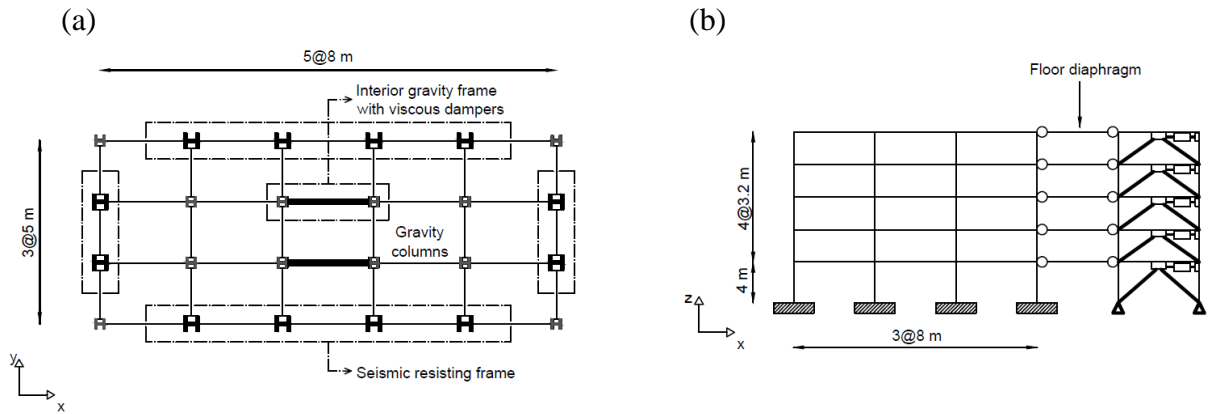 (a)
5@8 m
Interior gravity frame
with viscous dampers
3@5 m
Gravity
columns
Seismic resisting frame
y
x
(b)
Floor diaphragm
4@3.2 m
4 m
z
x
3@8 m